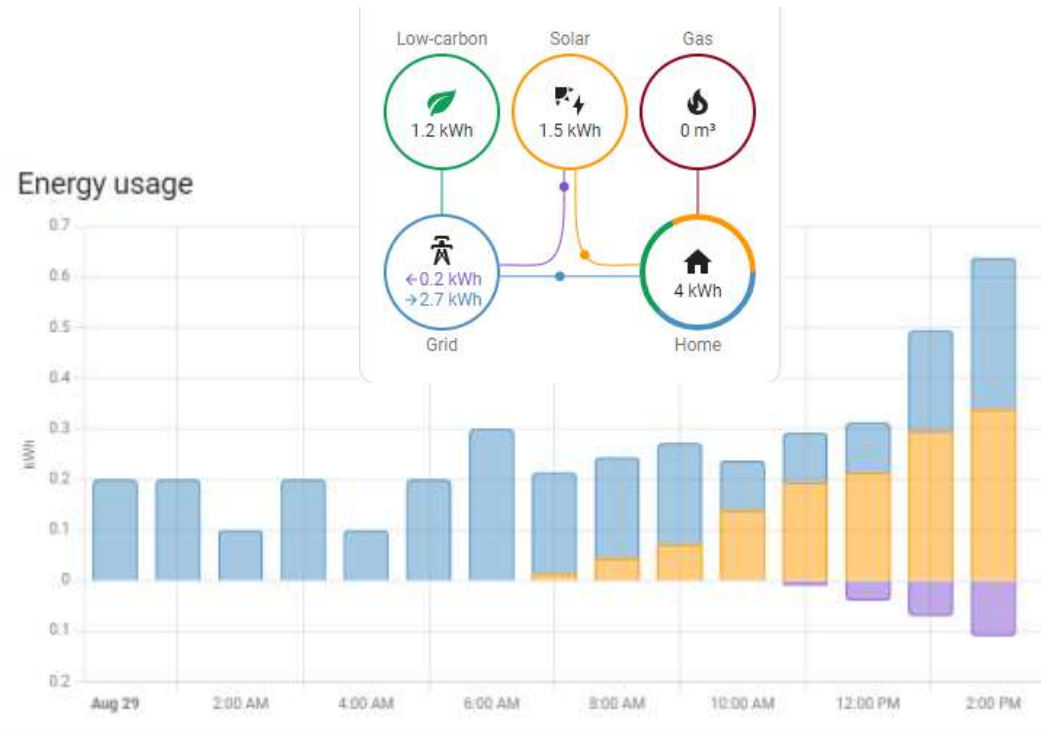 Low-carbon Solar Gas
1.2 kWh 1.5 kWh 0 m³
Energy usage
←0.2 kWh
→2.7 kWh
4 kWh
Grid Home
kWh
0.7
0.6
0.5
0.4
0.3
0.2
0.1
0
0.1
0.2
Aug 29 2:00 AM 4:00 AM 6:00 AM 8:00 AM 10:00 AM 12:00 PM 2:00 PM